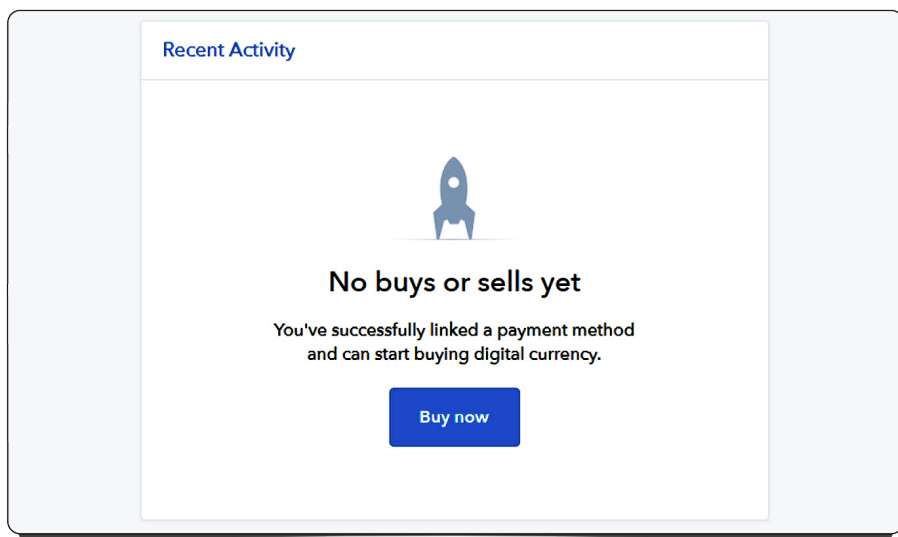 Recent Activity
No buys or sells yet
You've successfully linked a payment method
and can start buying digital currency.
Buy now